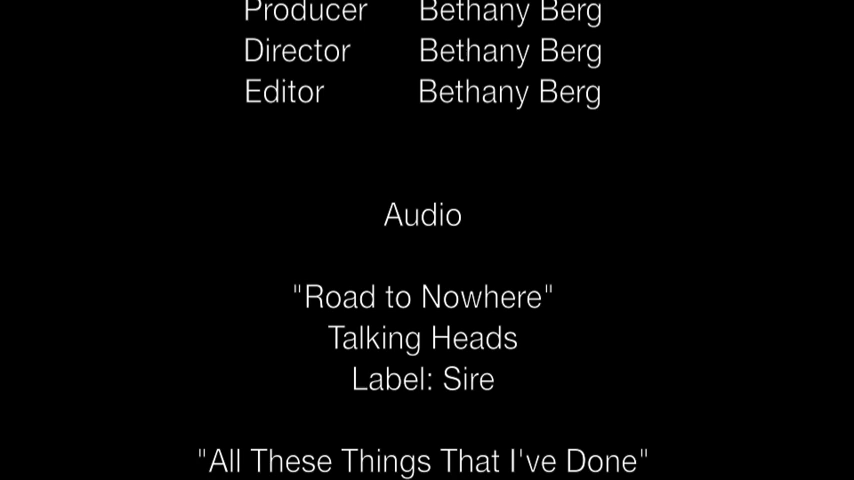 Producer Bethany Berg
Director Bethany Berg
Editor Bethany Berg
Audio
"Road to Nowhere"
Talking Heads
Label: Sire
"All These Things That I've Done"